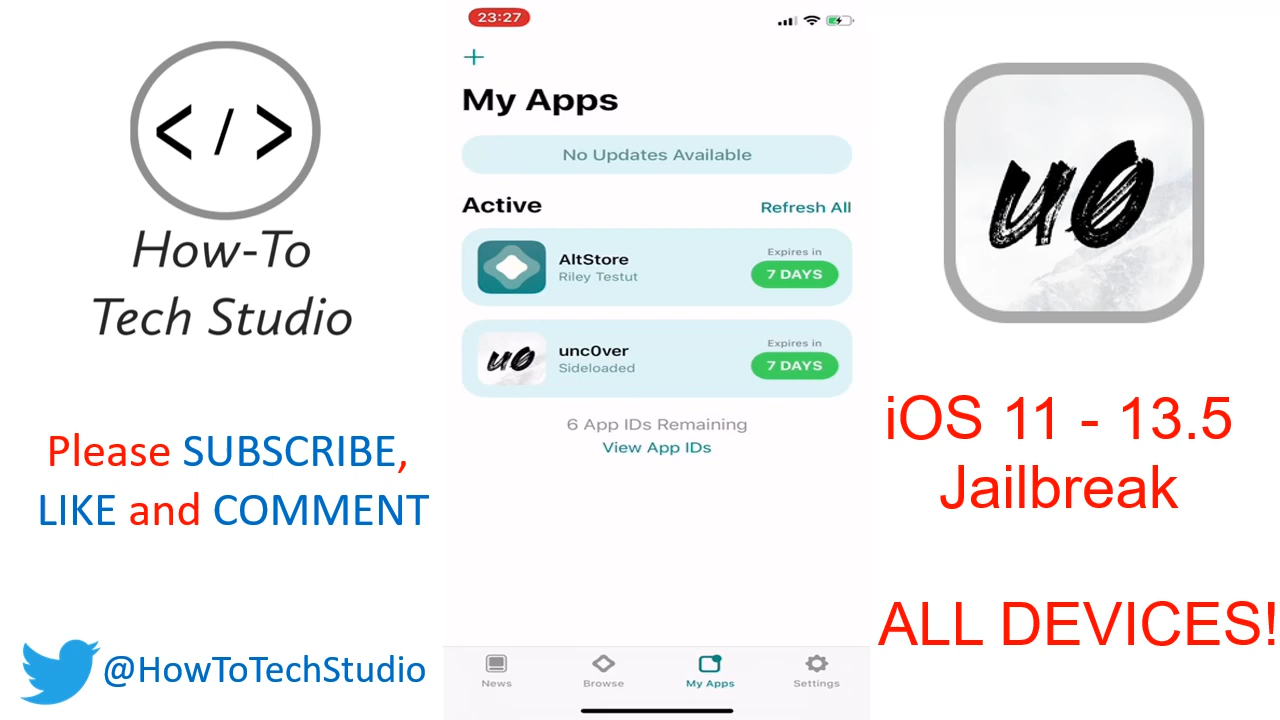 </>
How-To
Tech Studio
Please SUBSCRIBE,
LIKE and COMMENT
@HowToTechStudio
23:27
+
My Apps
No Updates Available
Active
Refresh All
AltStore
Riley Testut
Expires in
7 DAYS
unc0ver
Sideloaded
Expires in
7 DAYS
6 App IDs Remaining
View App IDs
News
Browse
My Apps
Settings
u0
u0
iOS 11 - 13.5
Jailbreak
ALL DEVICES!